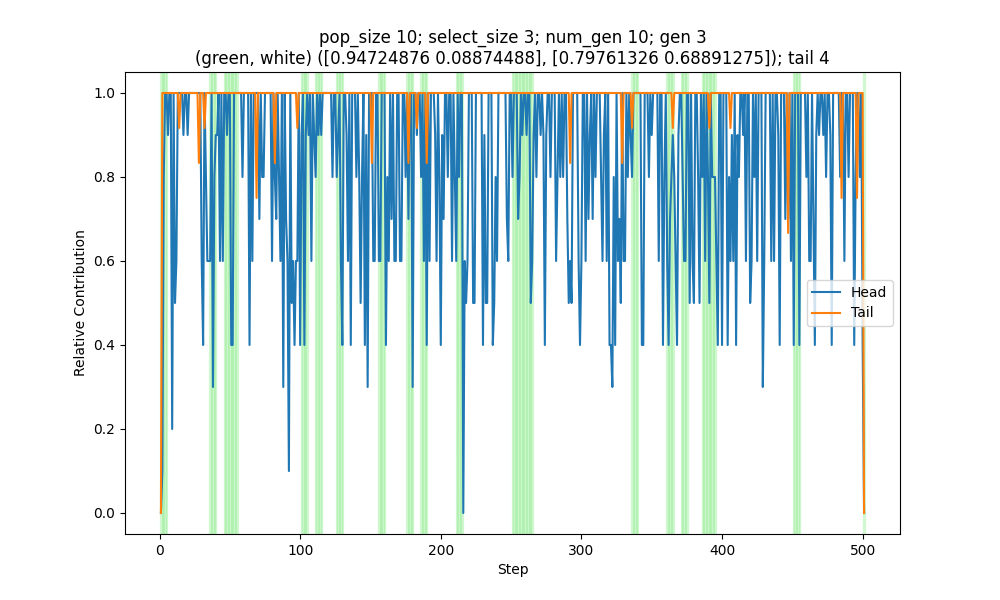 pop_size 10; select_size 3; num_gen 10; gen 3
(green, white) ([0.94724876 0.08874488], [0.79761326 0.68891275]); tail 4
1.0
0.8
0.6
0.4
0.2
0.0
Relative Contribution
Head
Tail
0
100
200
300
400
500
Step